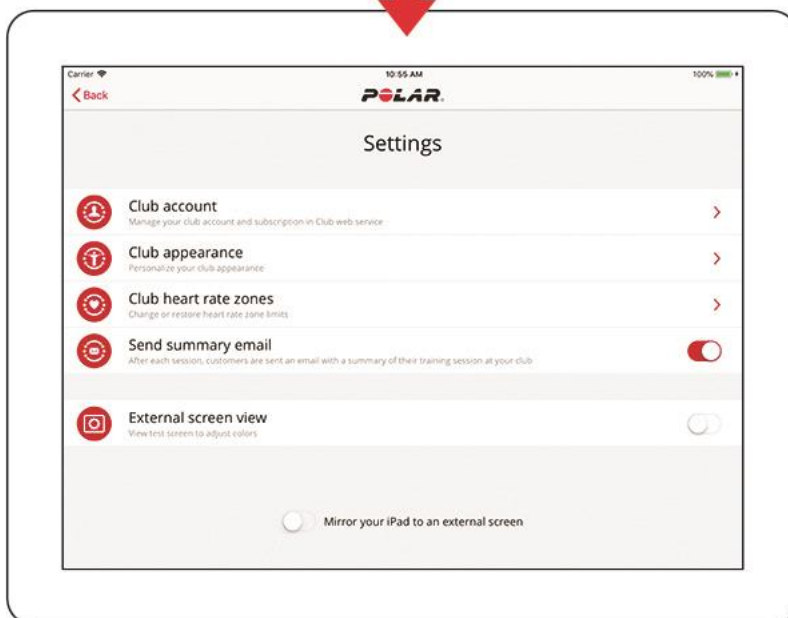 Carrier 10:55 AM 100%
Back POLAR.
Settings
Club account
Manage your club account and subscription in Club web service
Club appearance
Personalize your club appearance
Club heart rate zones
Change or restore heart rate zone limits
Send summary email
After each session, customers are sent an email with a summary of their training session at your club
External screen view
View test screen to adjust colors
Mirror your iPad to an external screen